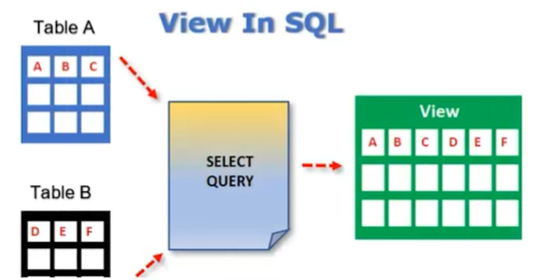 View In SQL
Table A
A B C
SELECT
QUERY
View
A B C D E F
Table B
D E F